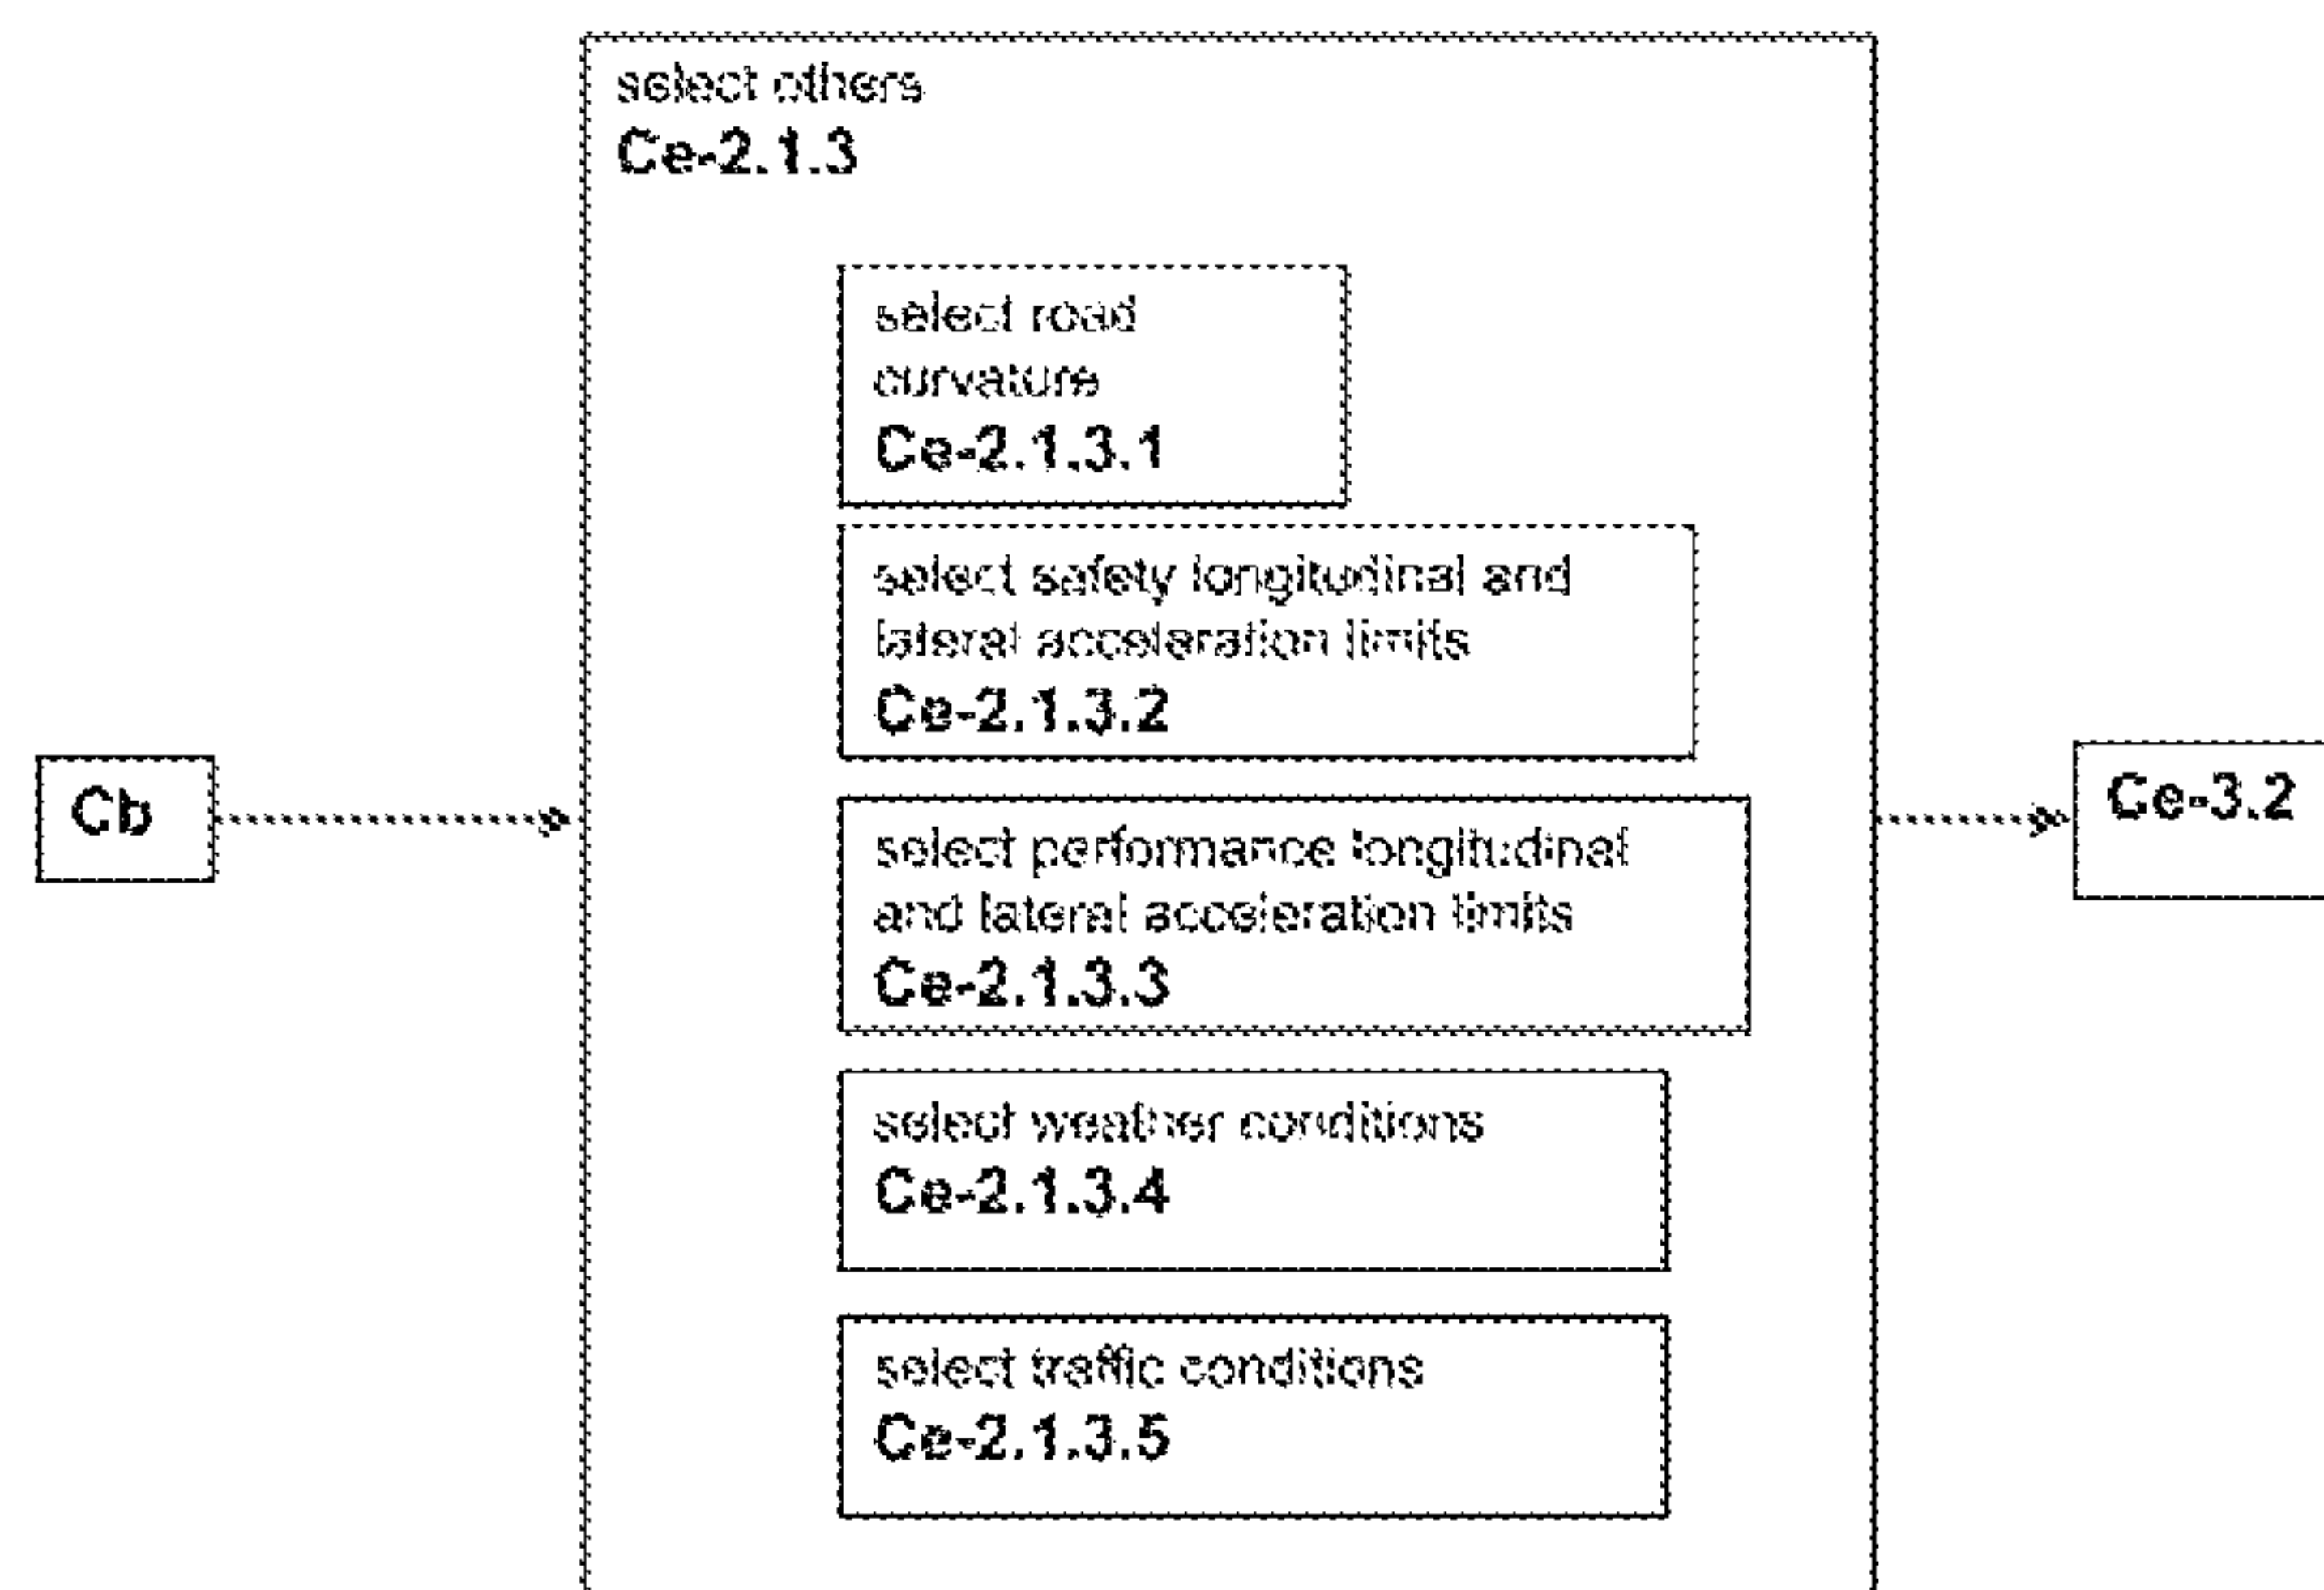 select others
Ce-2.1.3
select road
curvature
Ce-2.1.3.1
select safety longitudinal and
lateral acceleration limits
Ce-2.1.3.2
Cb
select performance longitudinal
and lateral acceleration limits
Ce-2.1.3.3
Ce-3.2
select weather conditions
Ce-2.1.3.4
select traffic conditions
Ce-2.1.3.5